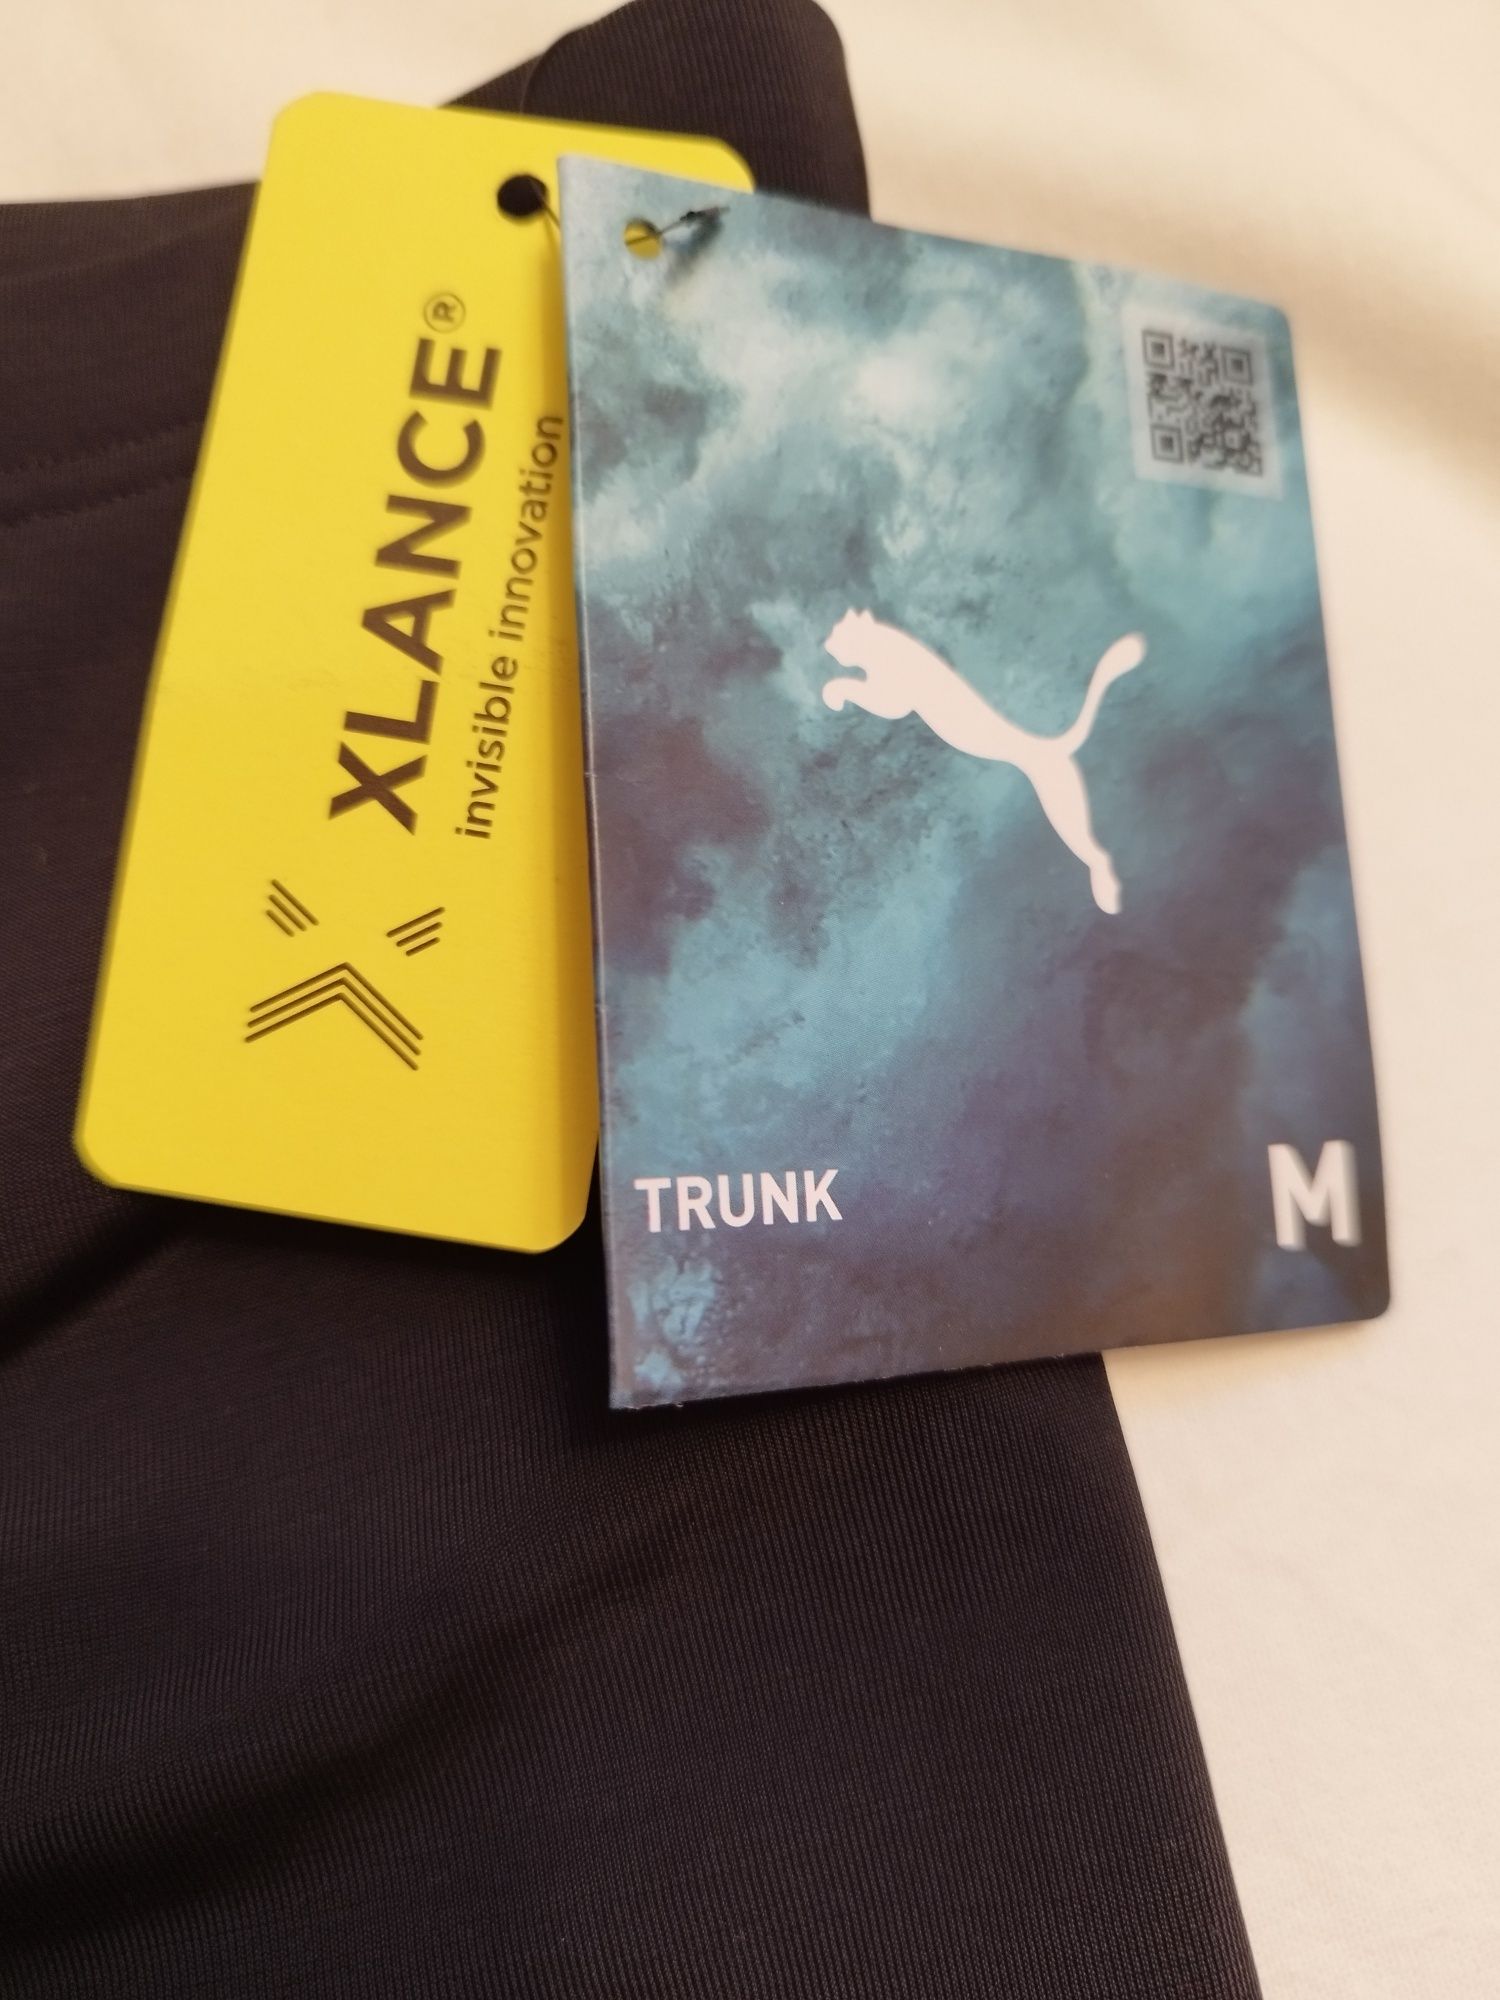 XLANCE®
invisible innovation
TRUNK
M